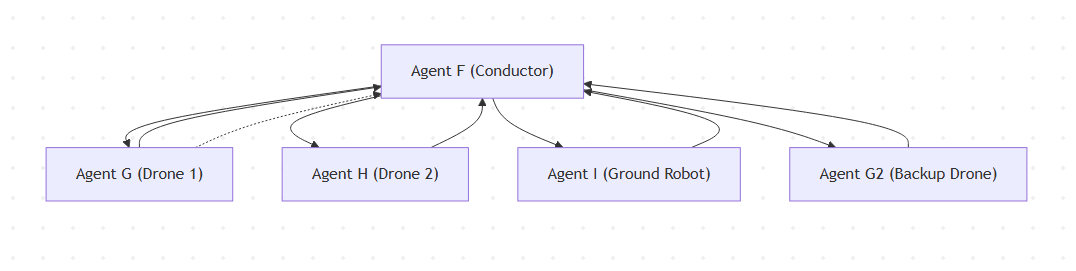 Agent F (Conductor)
Agent G (Drone 1)
Agent H (Drone 2)
Agent I (Ground Robot)
Agent G2 (Backup Drone)